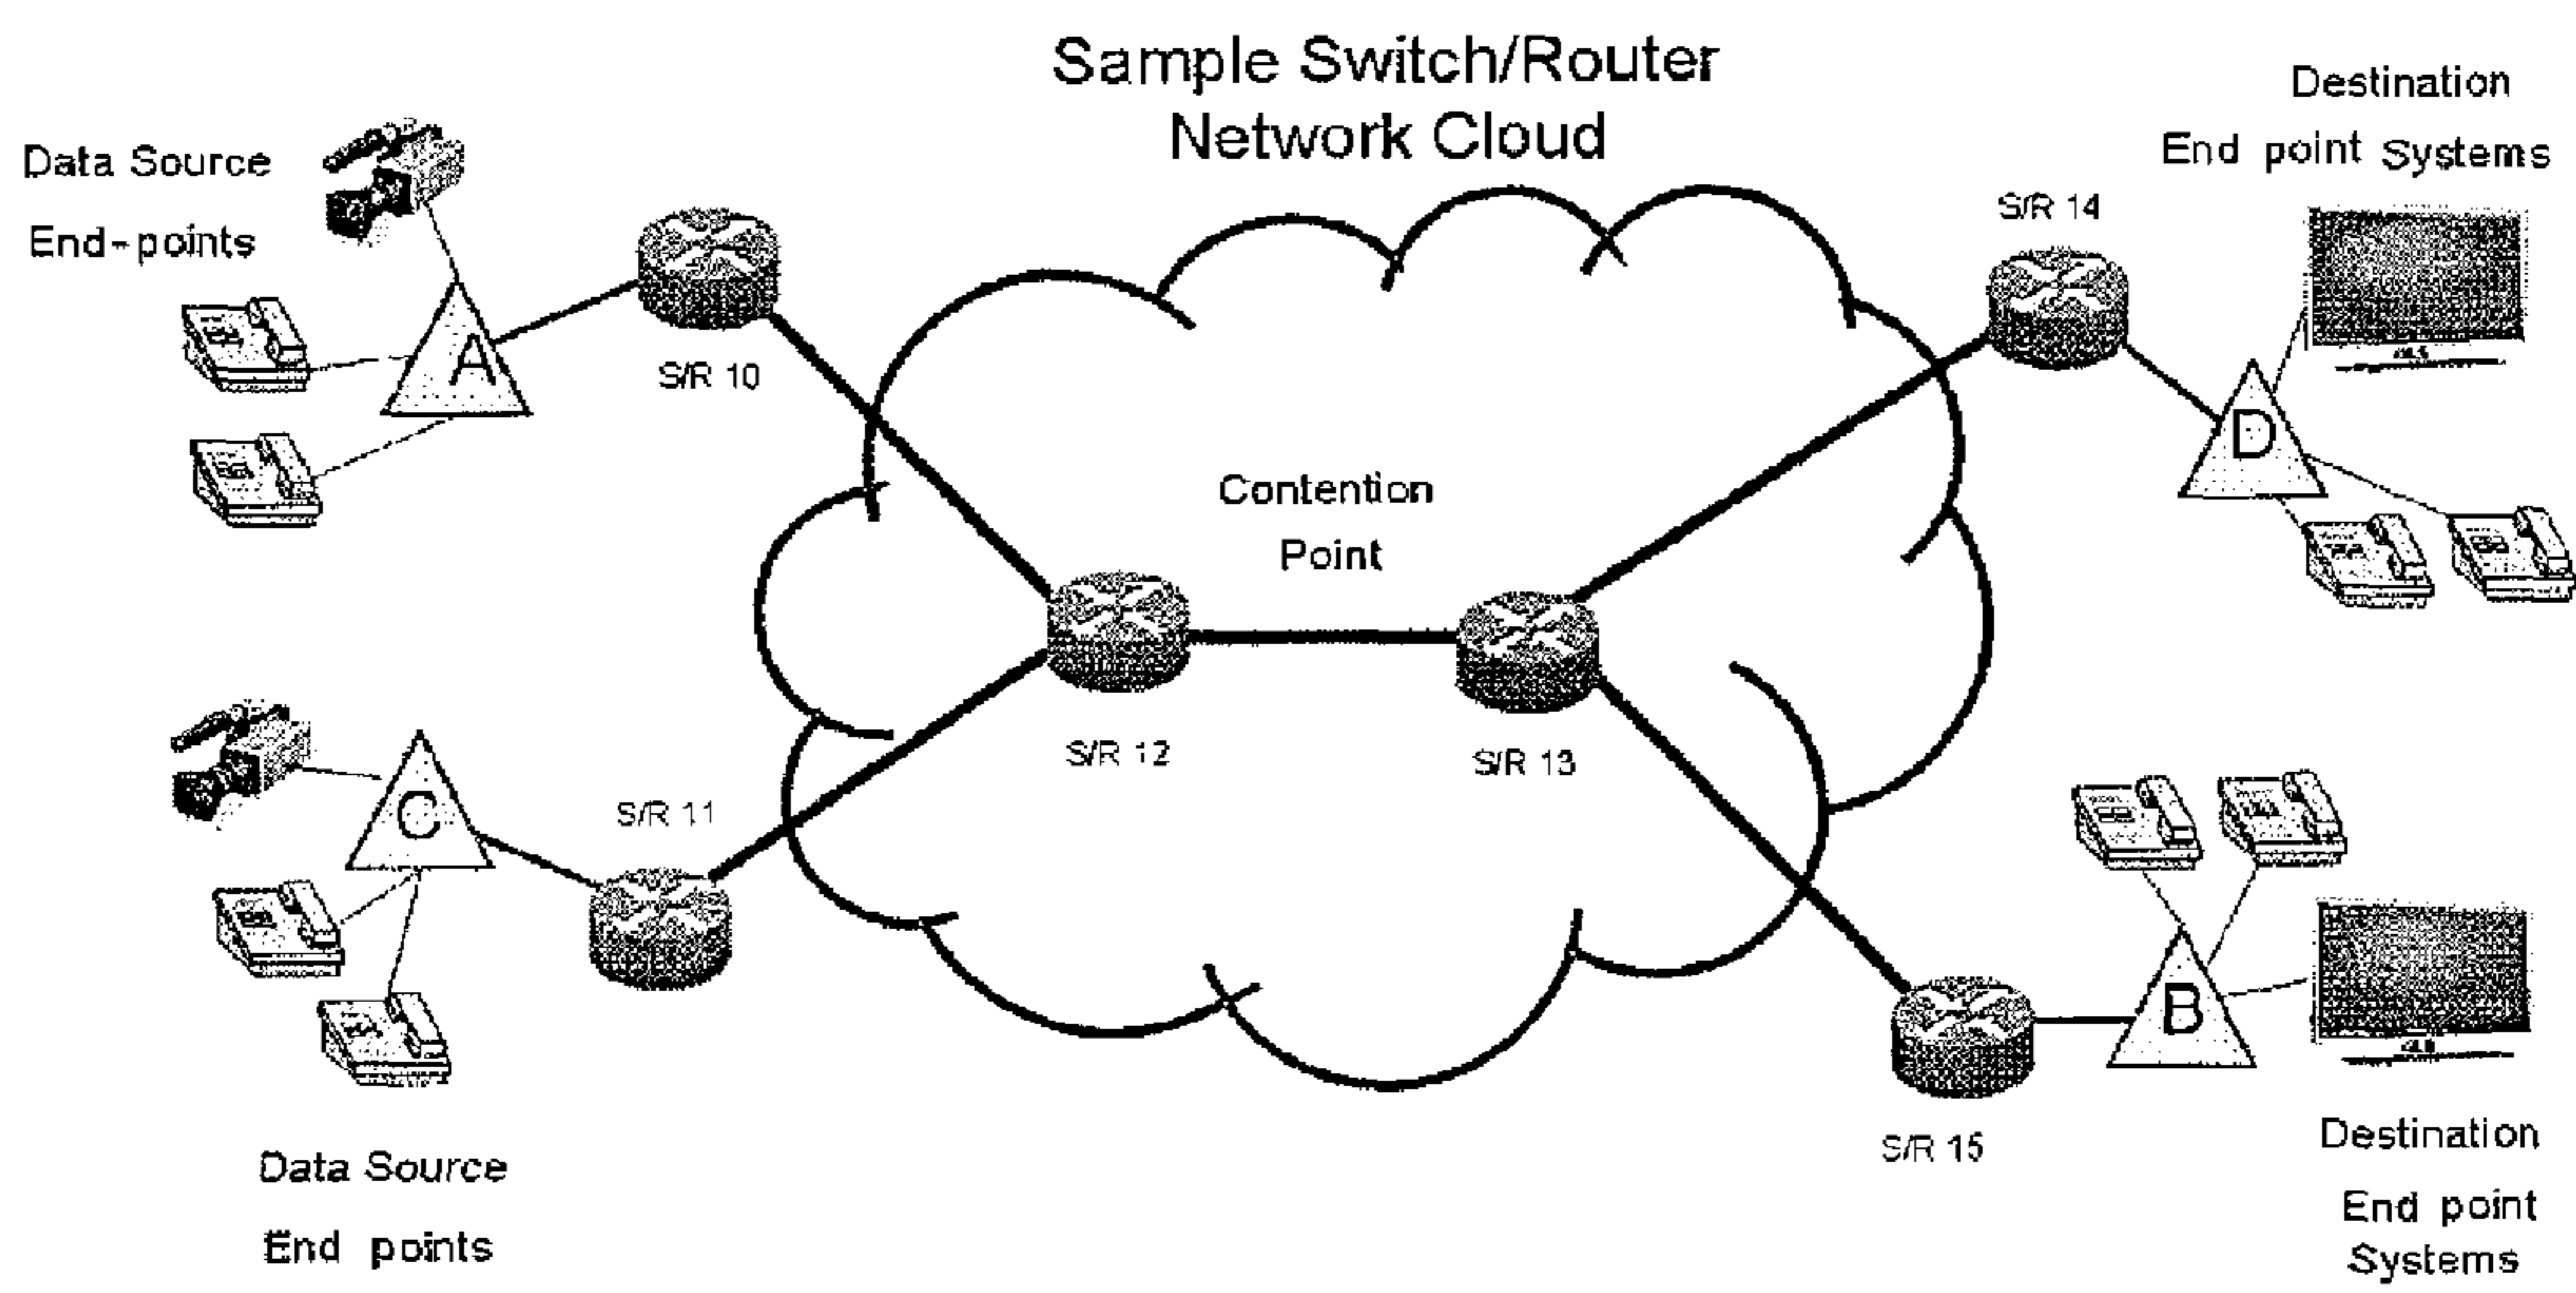 Sample Switch/Router
Network Cloud
Destination
End point Systems
Data Source
End-points
S/R 14
S/R 10
A
D
Contention
Point
S/R 12
S/R 13
S/R 11
C
B
S/R 15
Data Source
End points
Destination
End point
Systems